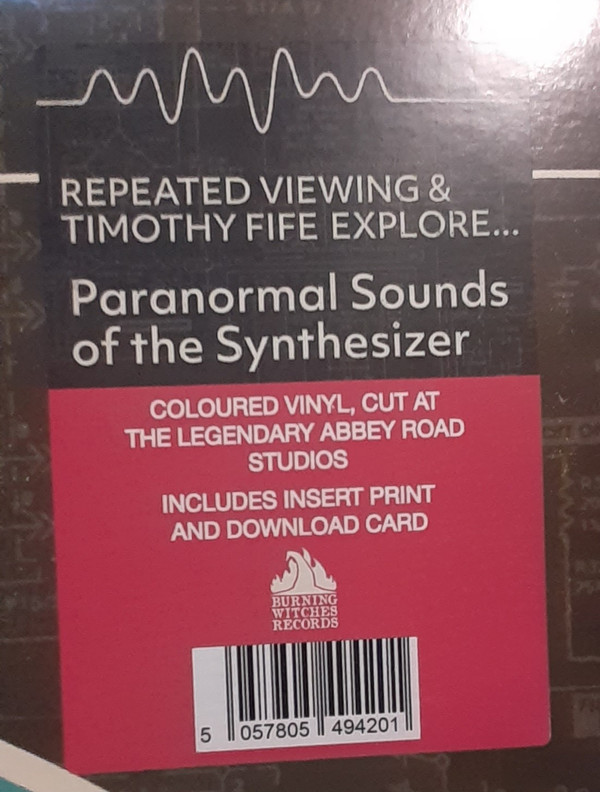 REPEATED VIEWING &
TIMOTHY FIFE EXPLORE...
Paranormal Sounds
of the Synthesizer
COLOURED VINYL, CUT AT
THE LEGENDARY ABBEY ROAD
STUDIOS
INCLUDES INSERT PRINT
AND DOWNLOAD CARD
BURNING
WITCHES
RECORDS
5 057805 494201